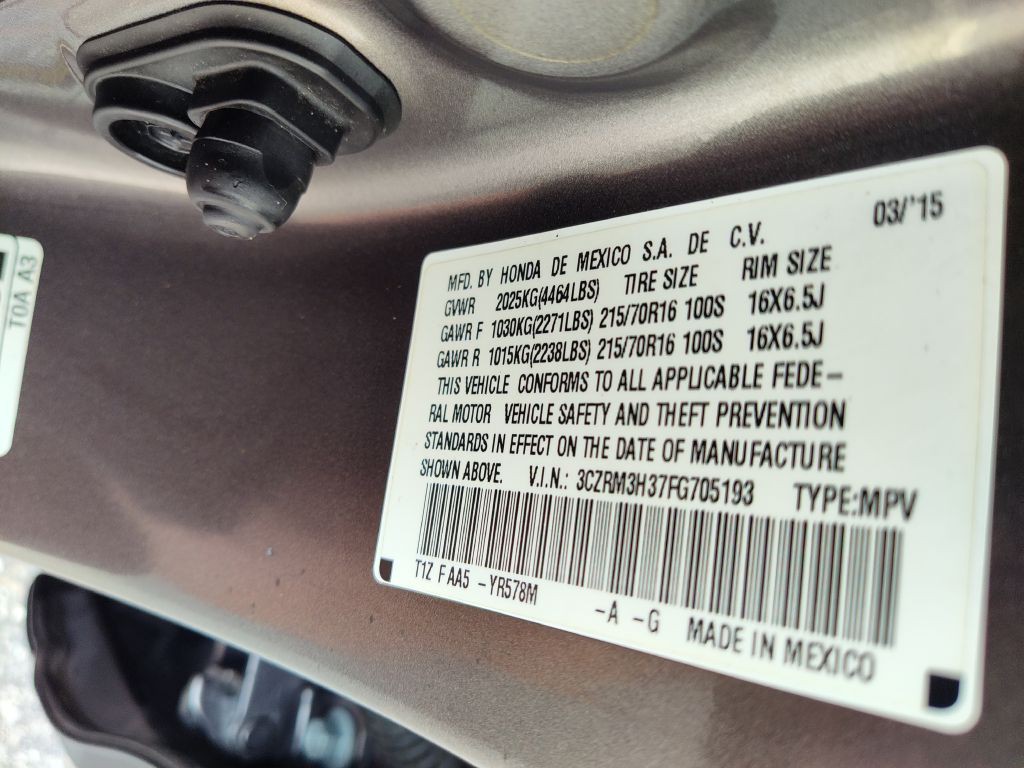 T0A A3
03/'15
MFD. BY HONDA DE MEXICO S.A. DE C.V.
GVWR 2025KG(4464LBS) TIRE SIZE RIM SIZE
GAWR F 1030KG(2271LBS) 215/70R16 100S 16X6.5J
GAWR R 1015KG(2238LBS) 215/70R16 100S 16X6.5J
THIS VEHICLE CONFORMS TO ALL APPLICABLE FEDE-
RAL MOTOR VEHICLE SAFETY AND THEFT PREVENTION
STANDARDS IN EFFECT ON THE DATE OF MANUFACTURE
SHOWN ABOVE. V.I.N.: 3CZRM3H37FG705193 TYPE:MPV
T1Z F AA5 -YR578M -A -G MADE IN MEXICO